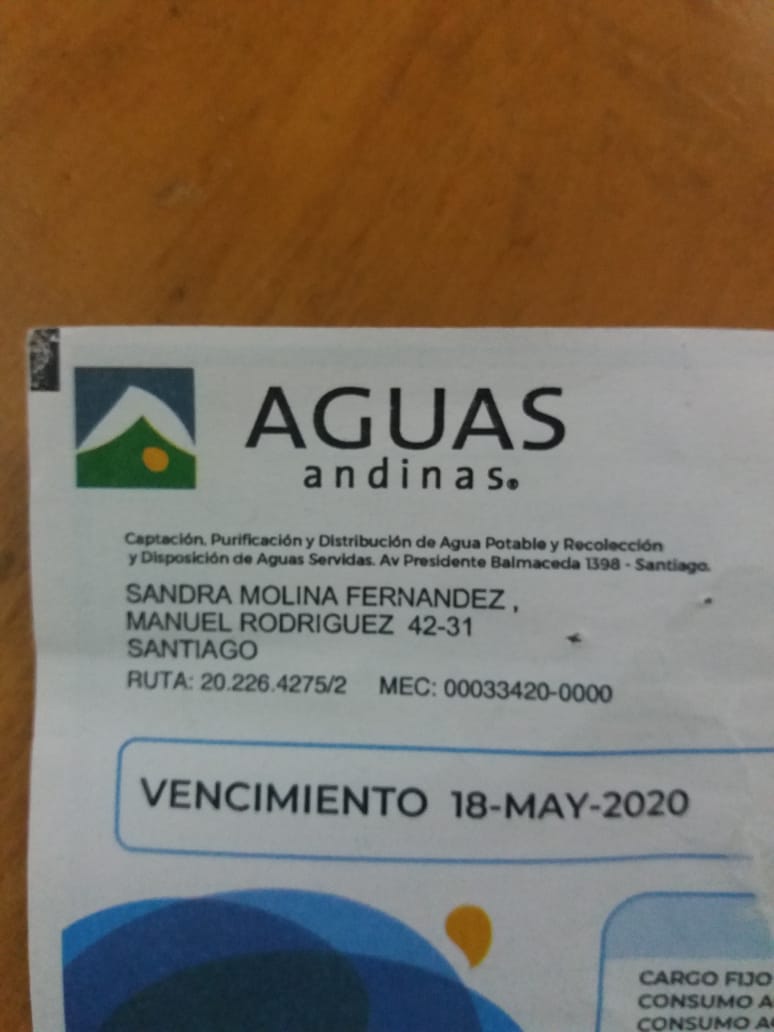 AGUAS
andinas®
Captación, Purificación y Distribución de Agua Potable y Recolección
y Disposición de Aguas Servidas. Av Presidente Balmaceda 1398 - Santiago.
SANDRA MOLINA FERNANDEZ ,
MANUEL RODRIGUEZ 42-31
SANTIAGO
RUTA: 20.226.4275/2 MEC: 00033420-0000
VENCIMIENTO 18-MAY-2020
CARGO FIJO
CONSUMO A
CONSUMO A